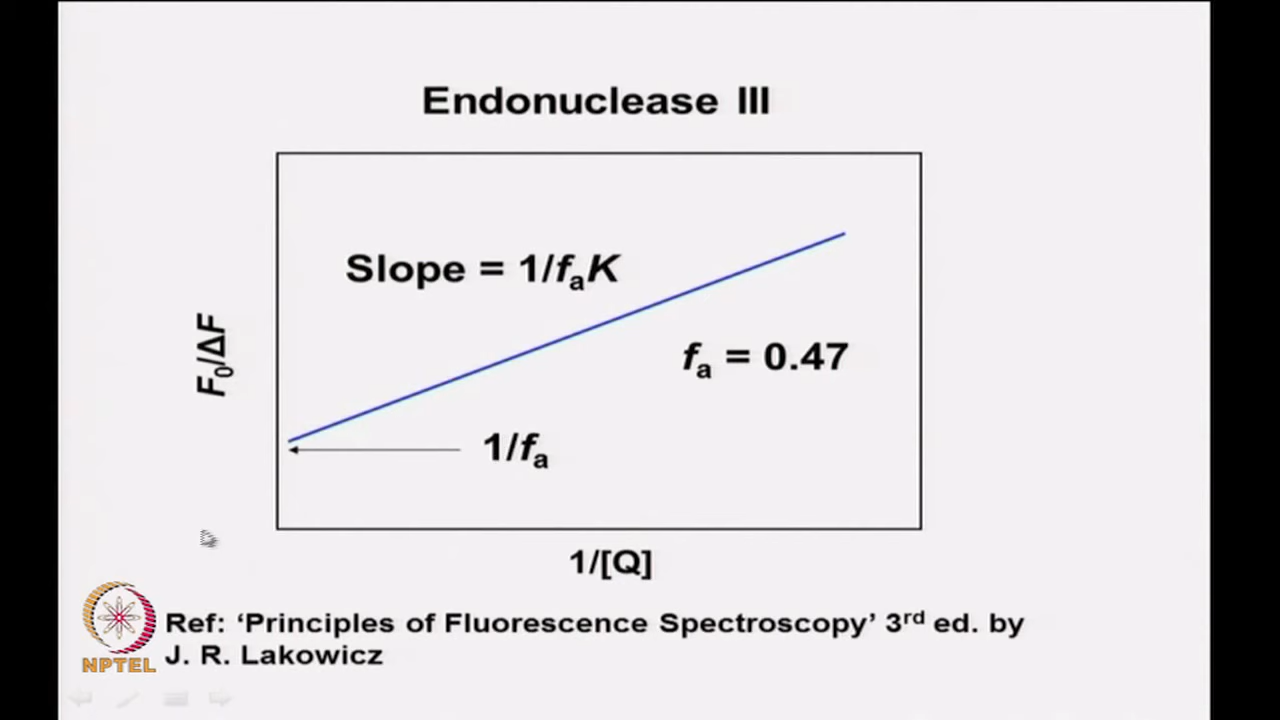 Endonuclease III
Slope = 1/fₐK
F₀/ΔF
fₐ = 0.47
1/fₐ
1/[Q]
Ref: ‘Principles of Fluorescence Spectroscopy’ 3rd ed. by
J. R. Lakowicz
NPTEL